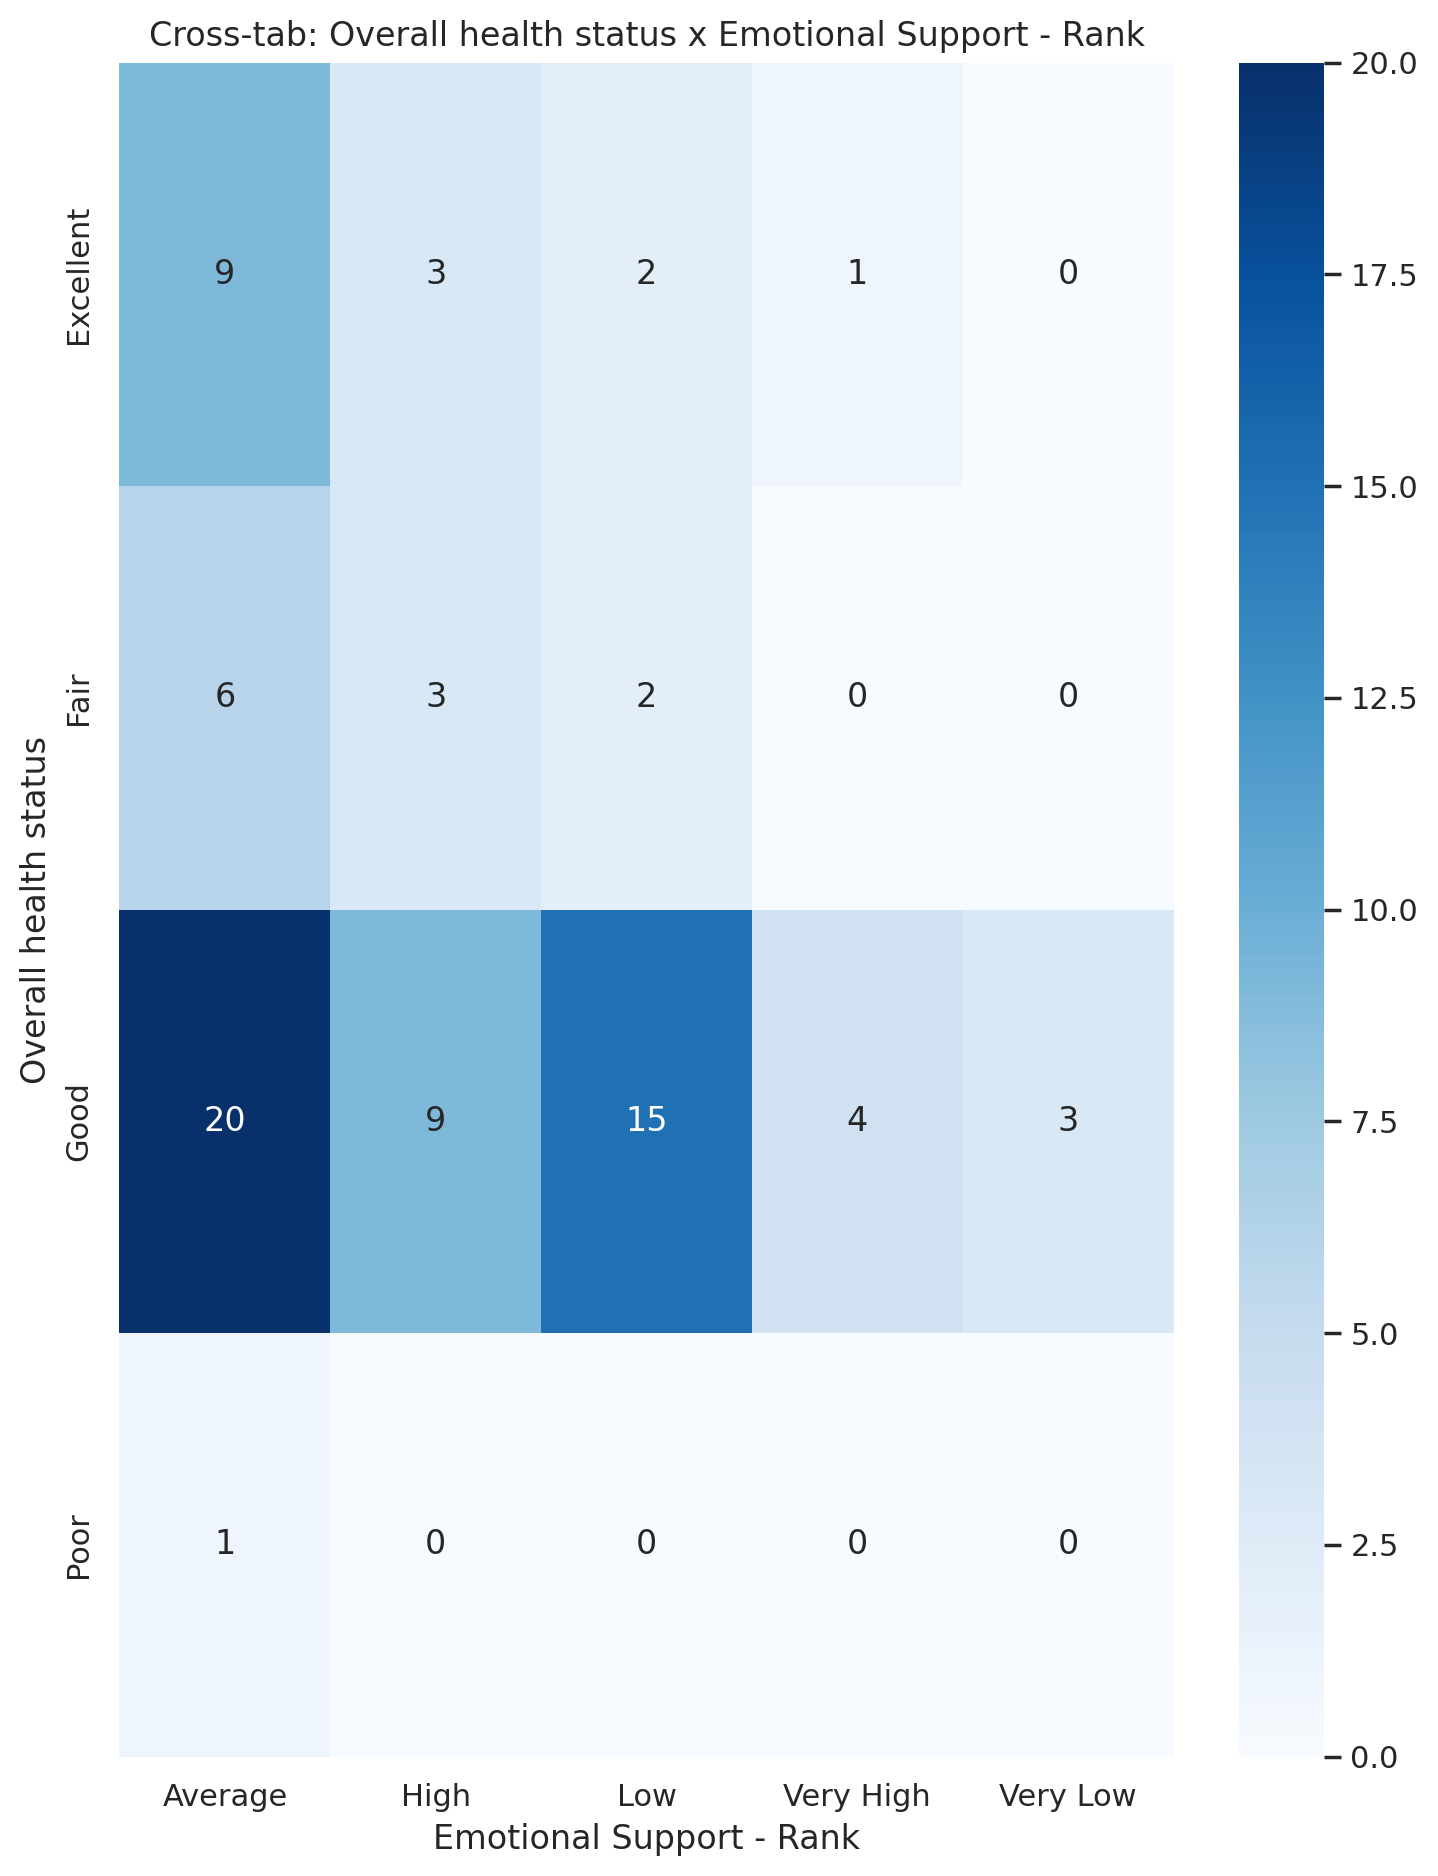 Cross-tab: Overall health status x Emotional Support - Rank
Overall health status
Excellent
9 3 2 1 0
Fair
6 3 2 0 0
Good
20 9 15 4 3
Poor
1 0 0 0 0
Average High Low Very High Very Low
Emotional Support - Rank
20.0
17.5
15.0
12.5
10.0
7.5
5.0
2.5
0.0